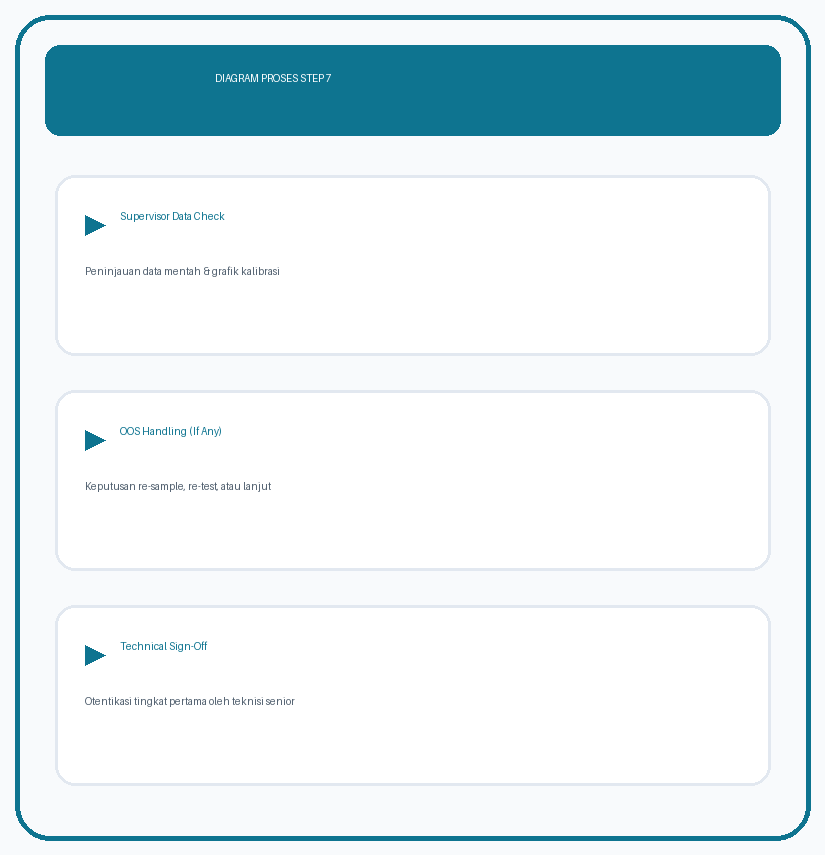 DIAGRAM PROSES STEP 7
Supervisor Data Check
Peninjauan data mentah & grafik kalibrasi
OOS Handling (If Any)
Keputusan re-sample, re-test, atau lanjut
Technical Sign-Off
Otentikasi tingkat pertama oleh teknisi senior